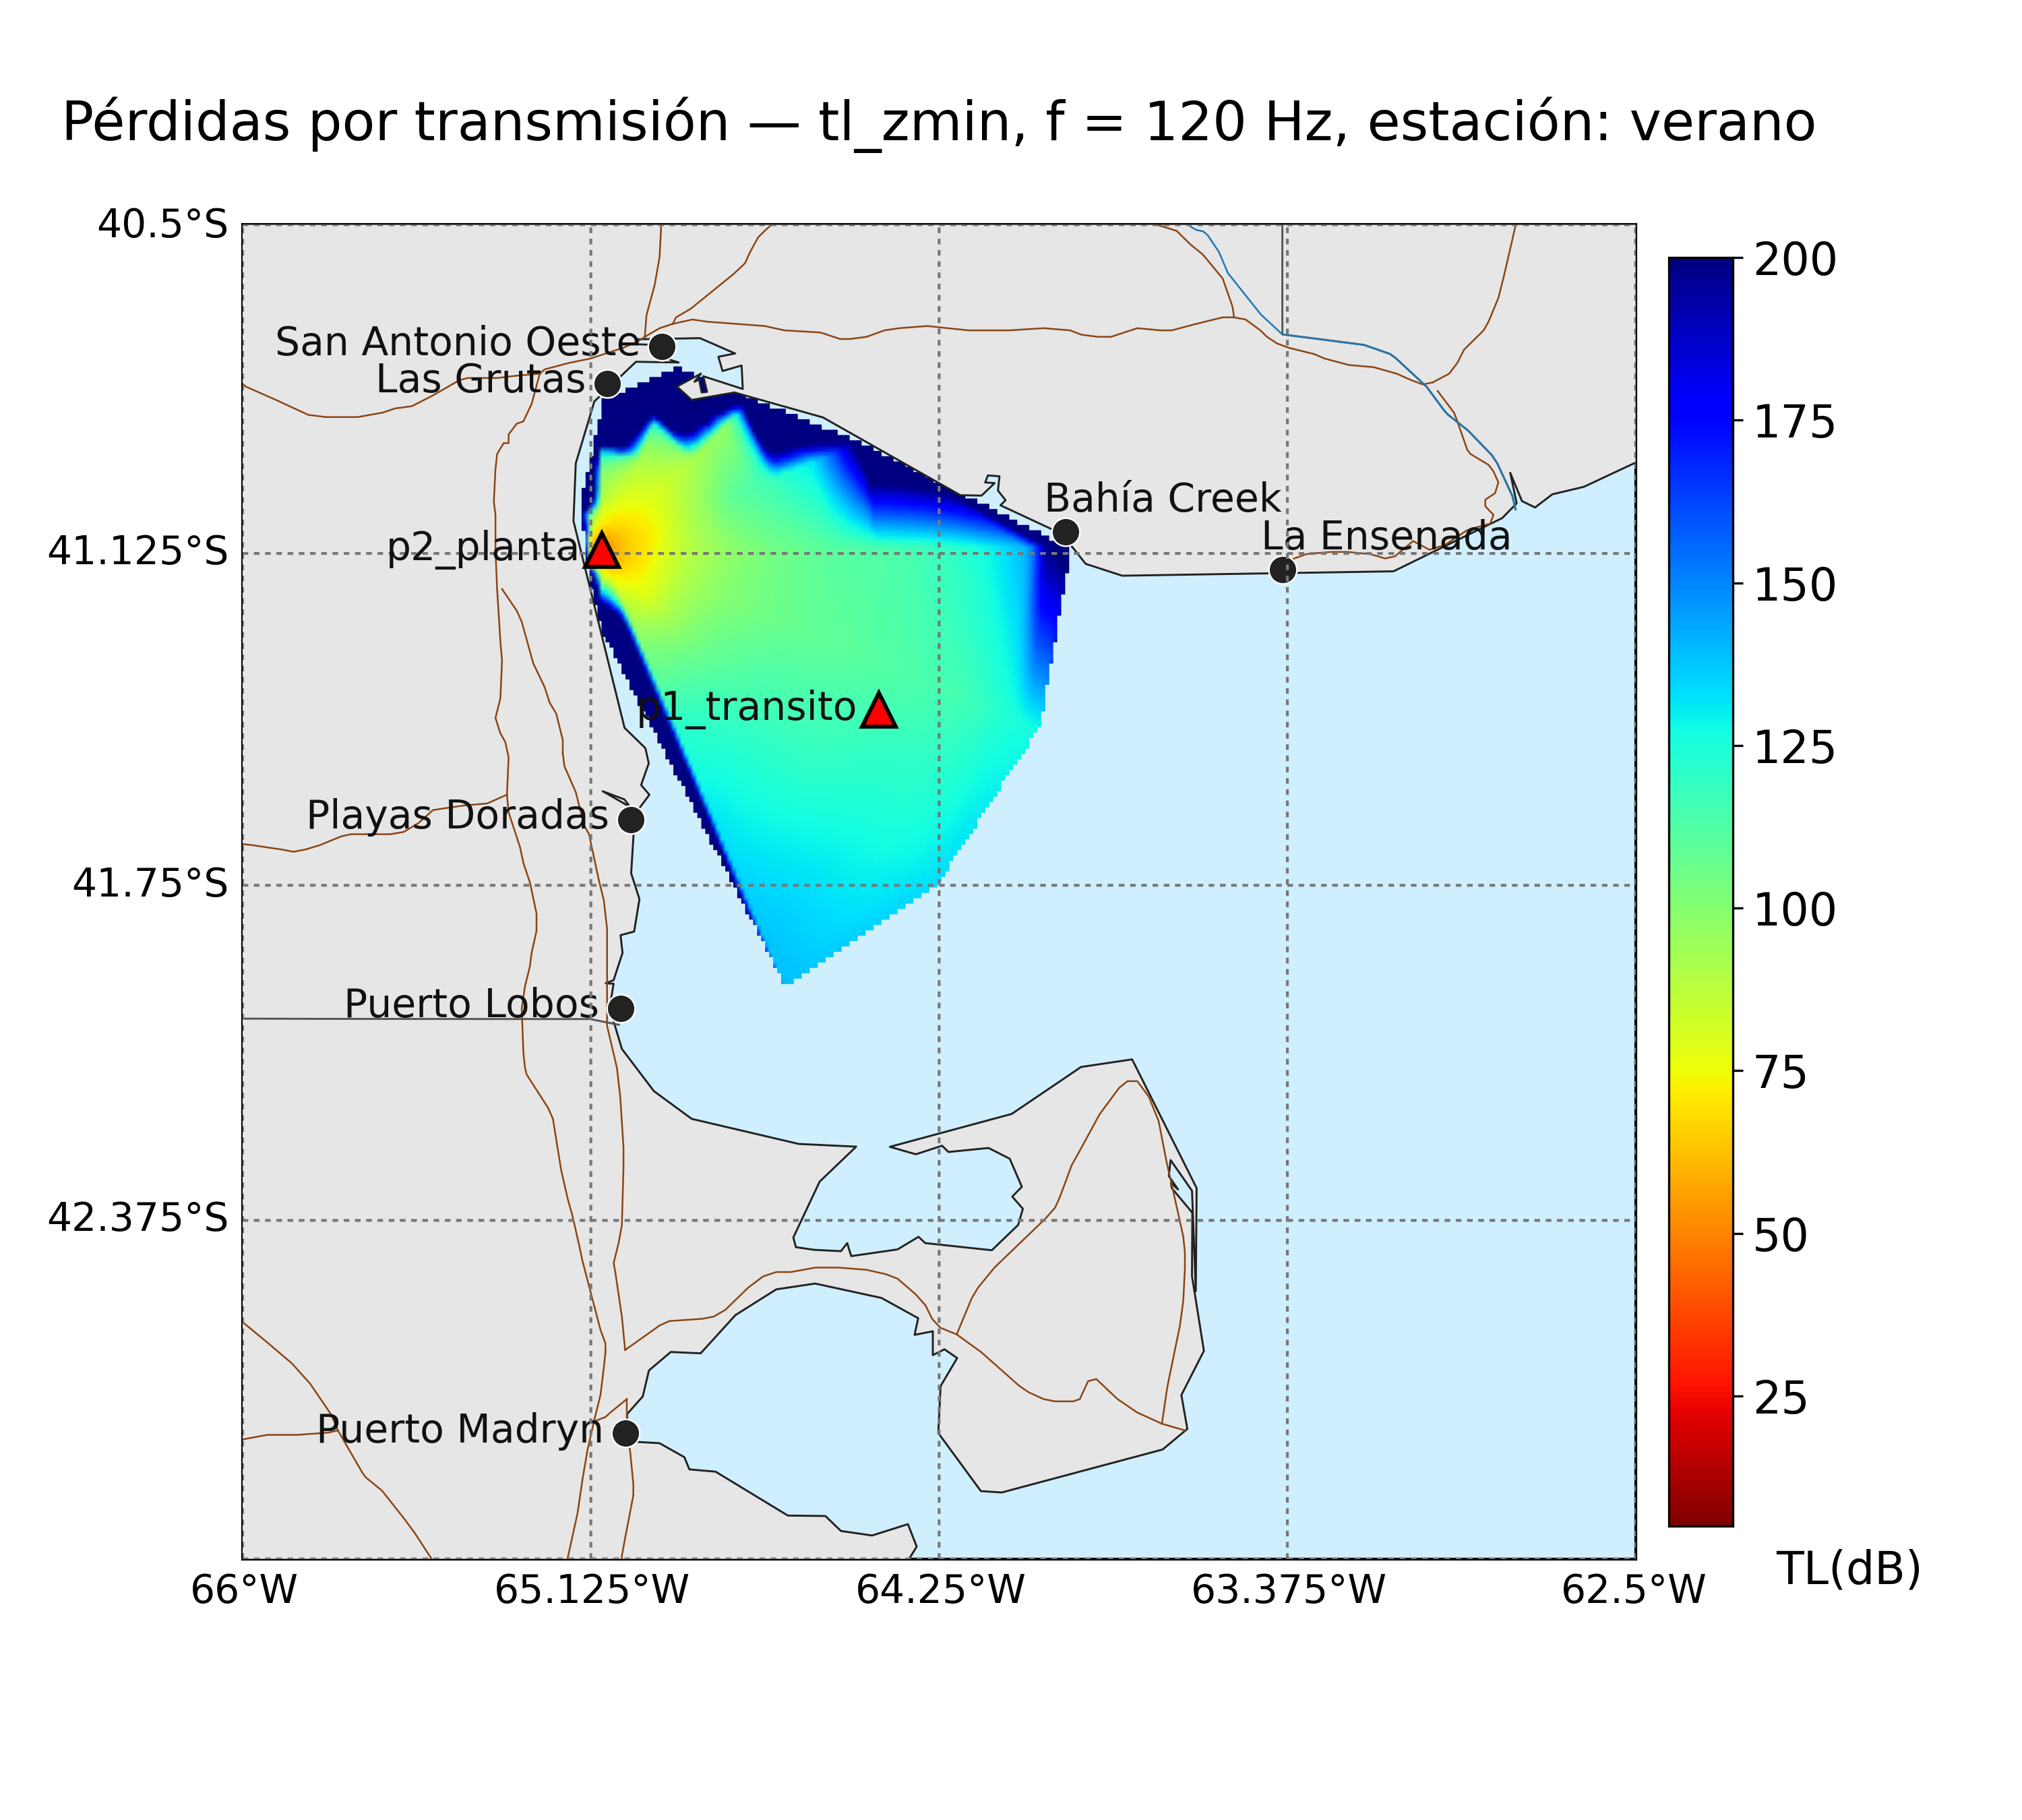 Pérdidas por transmisión — tl_zmin, f = 120 Hz, estación: verano
40.5°S
41.125°S
41.75°S
42.375°S
66°W
65.125°W
64.25°W
63.375°W
62.5°W
San Antonio Oeste
Las Grutas
Bahía Creek
La Ensenada
p2_planta
p1_transito
Playas Doradas
Puerto Lobos
Puerto Madryn
200
175
150
125
100
75
50
25
TL(dB)